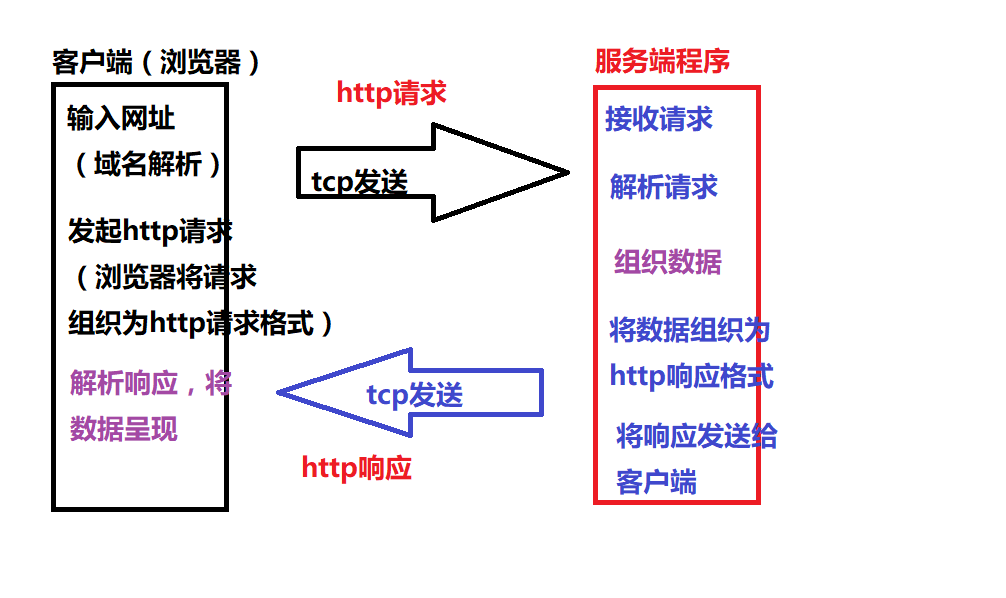 客户端（浏览器）
输入网址
（域名解析）
发起http请求
（浏览器将请求
组织为http请求格式）
解析响应，将
数据呈现
http请求
tcp发送
tcp发送
http响应
服务端程序
接收请求
解析请求
组织数据
将数据组织为
http响应格式
将响应发送给
客户端